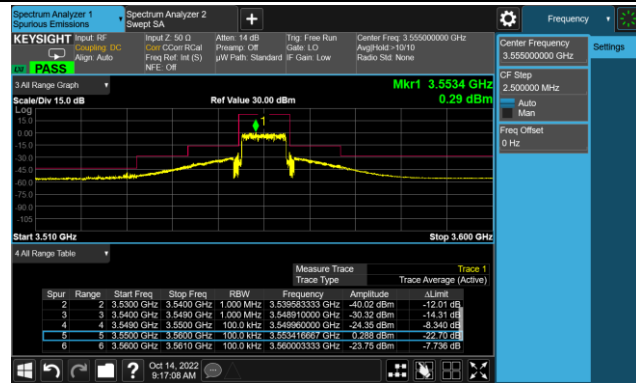 Spectrum Analyzer 1
Spurious Emissions
Spectrum Analyzer 2
Swept SA
Frequency
KEYSIGHT
Input: RF
Coupling: DC
Align: Auto
Input Z: 50 Ω
Corr CCorr RCal
Freq Ref: Int (S)
NFE: Off
Atten: 14 dB
Preamp: Off
µW Path: Standard
Trig: Free Run
Gate: LO
IF Gain: Low
Center Freq: 3.555000000 GHz
Avg|Hold:>10/10
Radio Std: None
PASS
Center Frequency
3.555000000 GHz
Settings
CF Step
2.500000 MHz
Auto
Man
Freq Offset
0 Hz
3 All Range Graph
Mkr1 3.5534 GHz
Scale/Div 15.0 dB
Ref Value 30.00 dBm
0.29 dBm
Log
15.0
0.00
-15.0
-30.0
-45.0
-60.0
-75.0
-90.0
-105
1
Start 3.510 GHz
Stop 3.600 GHz
4 All Range Table
Measure Trace Trace 1
Trace Type Trace Average (Active)
Spur Range Start Freq Stop Freq RBW Frequency Amplitude ΔLimit
2 2 3.5300 GHz 3.5400 GHz 1.000 MHz 3.539583333 GHz -40.02 dBm -12.01 dB
3 3 3.5400 GHz 3.5490 GHz 1.000 MHz 3.548910000 GHz -30.32 dBm -14.31 dB
4 4 3.5490 GHz 3.5500 GHz 100.0 kHz 3.549960000 GHz -24.35 dBm -8.340 dB
5 5 3.5500 GHz 3.5600 GHz 100.0 kHz 3.553416667 GHz 0.288 dBm -22.70 dB
6 6 3.5600 GHz 3.5610 GHz 100.0 kHz 3.560003333 GHz -23.75 dBm -7.736 dB
Oct 14, 2022
9:17:08 AM